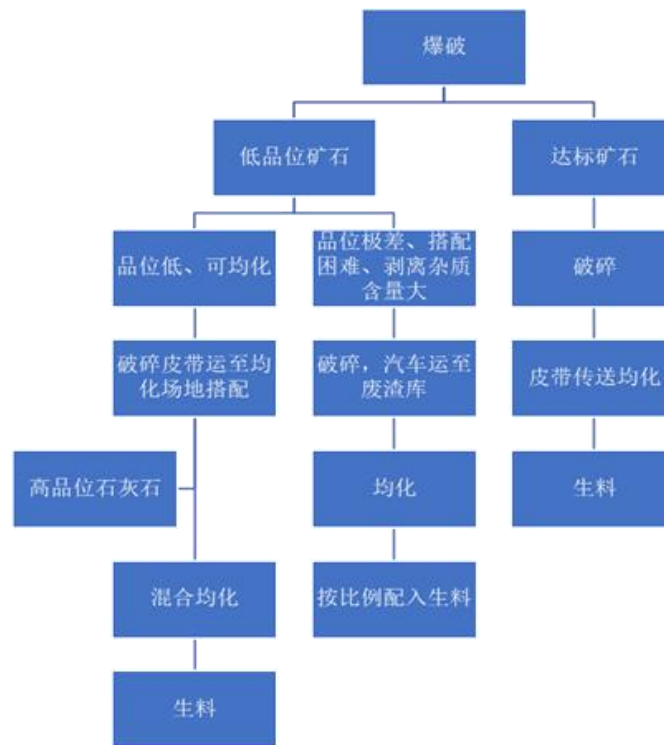 爆破
低品位矿石
达标矿石
品位低、可均化
品位极差、搭配
困难、剥离杂质
含量大
破碎
破碎皮带运至均
化场地搭配
破碎，汽车运至
废渣库
皮带传送均化
高品位石灰石
均化
生料
混合均化
按比例配入生料
生料